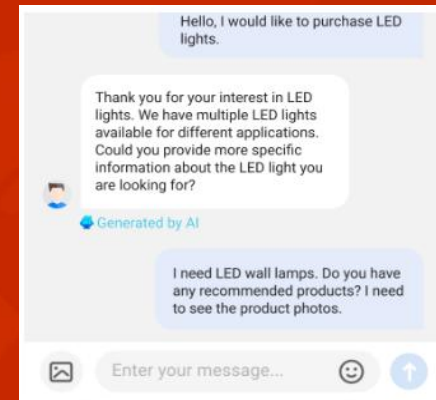 Hello, I would like to purchase LED
lights.
Thank you for your interest in LED
lights. We have multiple LED lights
available for different applications.
Could you provide more specific
information about the LED light you
are looking for?
Generated by AI
I need LED wall lamps. Do you have
any recommended products? I need
to see the product photos.
Enter your message...